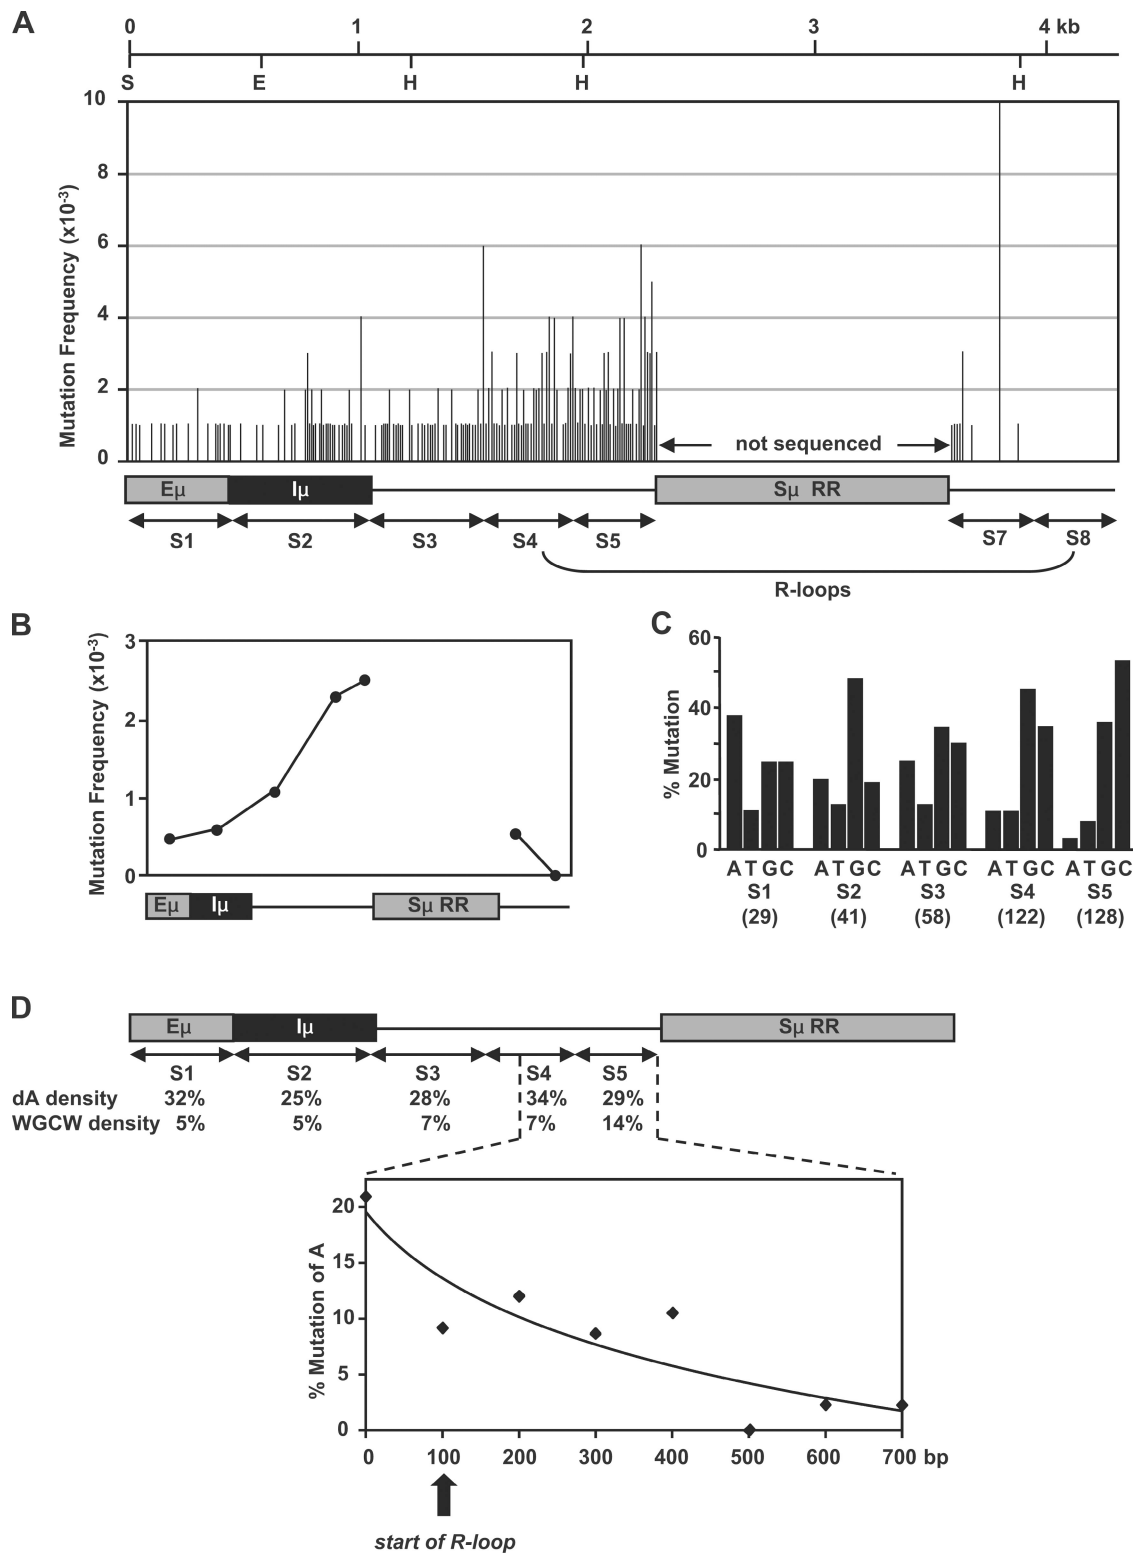 A
0 1 2 3 4 kb
S E H H H
Mutation Frequency (x10-3)
10
8
6
4
2
0
not sequenced
Eμ Iμ Sμ RR
S1 S2 S3 S4 S5 S7 S8
R-loops
B
Mutation Frequency (x10-3)
3
2
1
0
Eμ Iμ Sμ RR
C
% Mutation
60
40
20
0
A T G C A T G C A T G C A T G C A T G C
S1 S2 S3 S4 S5
(29) (41) (58) (122) (128)
D
Eμ Iμ Sμ RR
S1 S2 S3 S4 S5
dA density 32% 25% 28% 34% 29%
WGCW density 5% 5% 7% 7% 14%
% Mutation of A
20
15
10
5
0
0 100 200 300 400 500 600 700 bp
start of R-loop